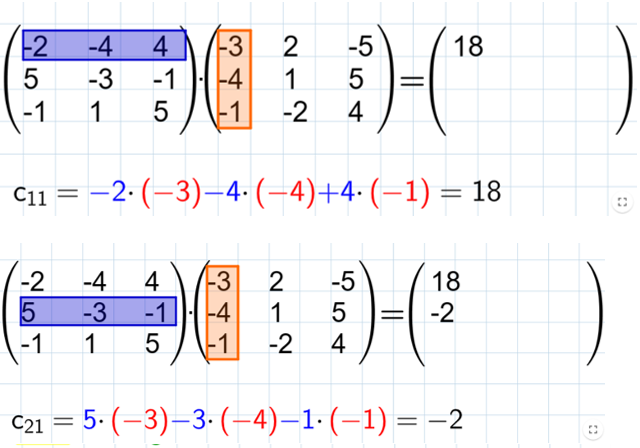 -2 -4 4 -3 2 -5 18
5 -3 -1 · -4 1 5 =
-1 1 5 -1 -2 4
c₁₁ = −2·(−3)−4·(−4)+4·(−1) = 18
-2 -4 4 -3 2 -5 18
5 -3 -1 · -4 1 5 = -2
-1 1 5 -1 -2 4
c₂₁ = 5·(−3)−3·(−4)−1·(−1) = −2